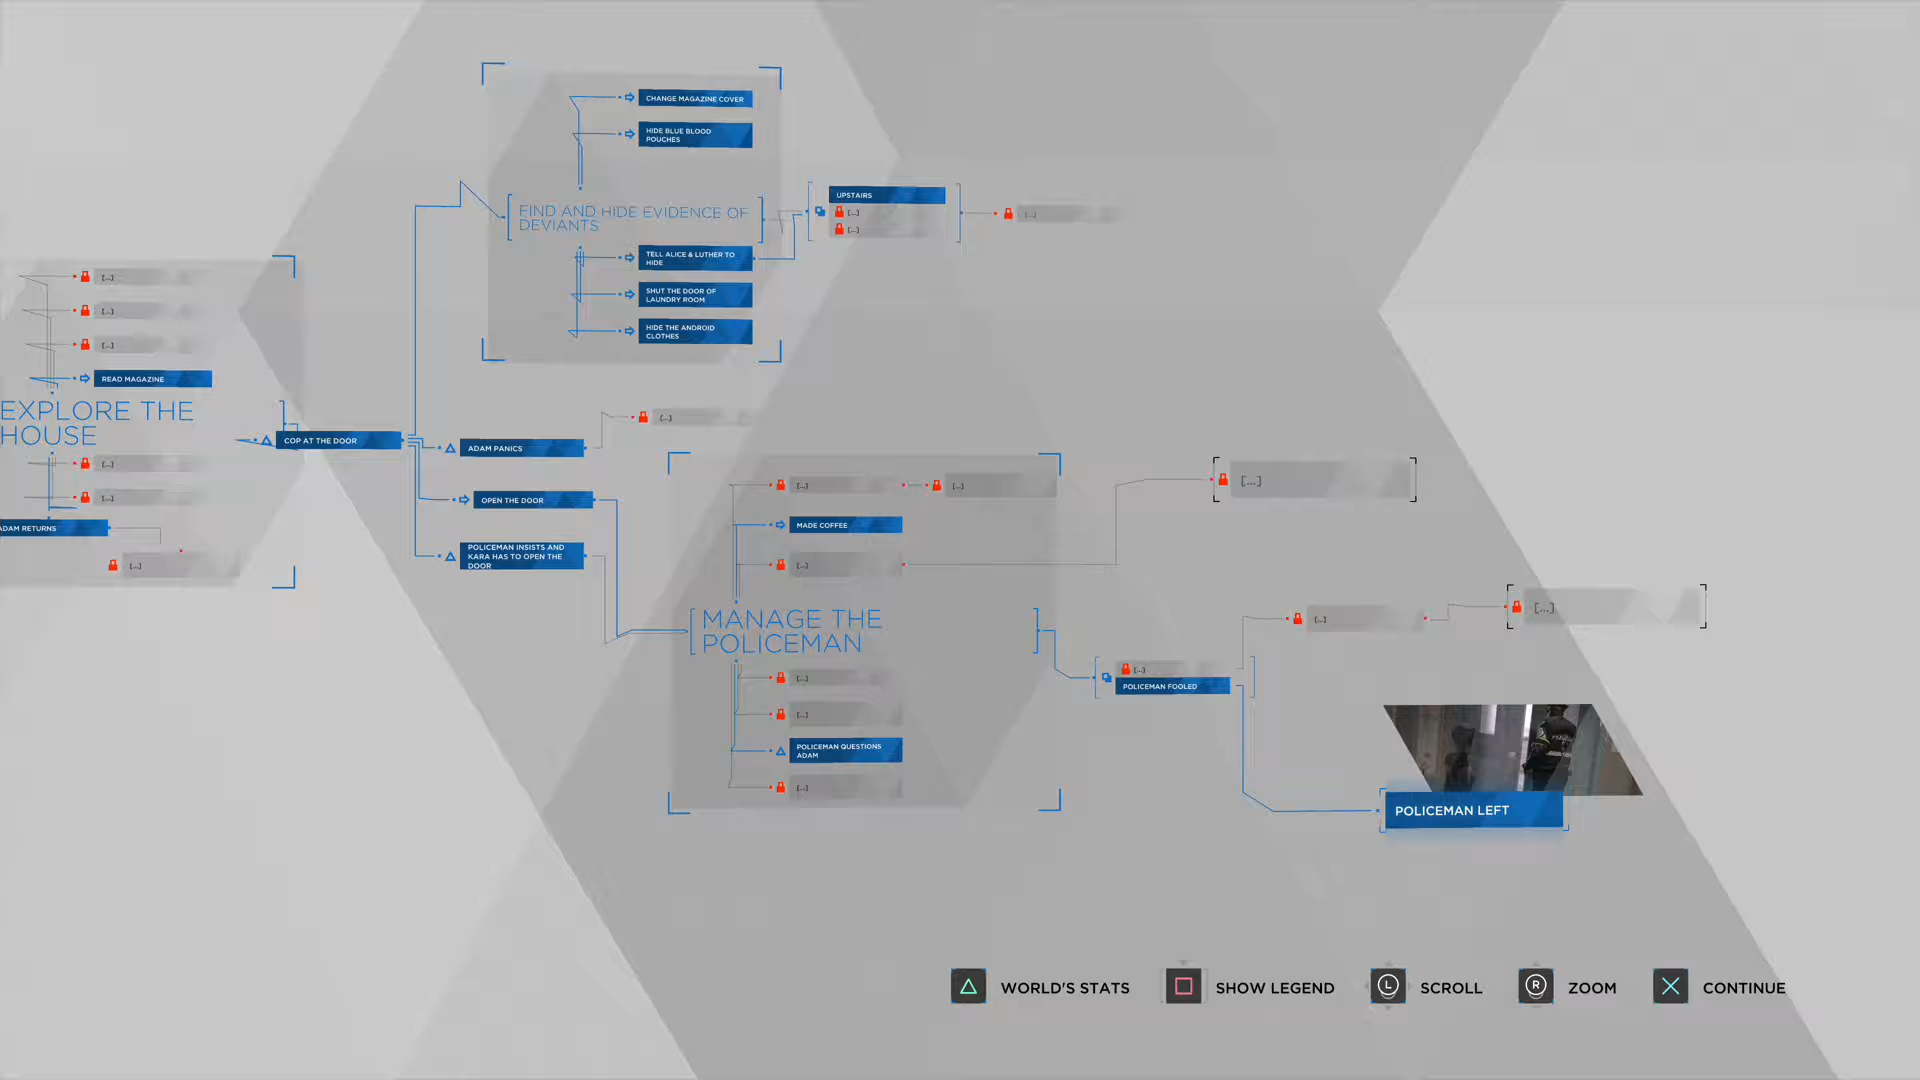 CHANGE MAGAZINE COVER
HIDE BLUE BLOOD
POUCHES
UPSTAIRS
[...]
[...]
[...]
FIND AND HIDE EVIDENCE OF
DEVIANTS
TELL ALICE & LUTHER TO
HIDE
SHUT THE DOOR OF
LAUNDRY ROOM
HIDE THE ANDROID
CLOTHES
[...]
[...]
[...]
READ MAGAZINE
EXPLORE THE
HOUSE
[...]
[...]
ADAM RETURNS
[...]
COP AT THE DOOR
ADAM PANICS
[...]
OPEN THE DOOR
POLICEMAN INSISTS AND
KARA HAS TO OPEN THE
DOOR
[...]
[...]
MADE COFFEE
[...]
[...]
MANAGE THE
POLICEMAN
[...]
[...]
POLICEMAN QUESTIONS
ADAM
[...]
[...]
POLICEMAN FOOLED
[...]
[...]
POLICEMAN LEFT
WORLD'S STATS
SHOW LEGEND
L
SCROLL
R
ZOOM
CONTINUE